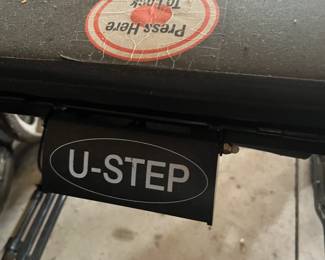 Press Here
To Lock
U-STEP